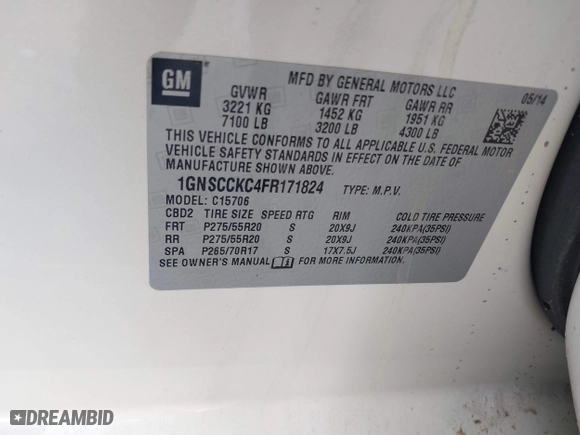 GM
MFD BY GENERAL MOTORS LLC
05/14
GVWR GAWR FRT GAWR RR
3221 KG 1452 KG 1951 KG
7100 LB 3200 LB 4300 LB
THIS VEHICLE CONFORMS TO ALL APPLICABLE U.S. FEDERAL MOTOR
VEHICLE SAFETY STANDARDS IN EFFECT ON THE DATE OF
MANUFACTURE SHOWN ABOVE.
1GNSCCKC4FR171824 TYPE: M.P.V.
MODEL: C15706
CBD2 TIRE SIZE SPEED RTG RIM COLD TIRE PRESSURE
FRT P275/55R20 S 20X9J 240KPA(35PSI)
RR P275/55R20 S 20X9J 240KPA(35PSI)
SPA P265/70R17 S 17X7.5J 240KPA(35PSI)
SEE OWNER'S MANUAL FOR MORE INFORMATION.
DREAMBID